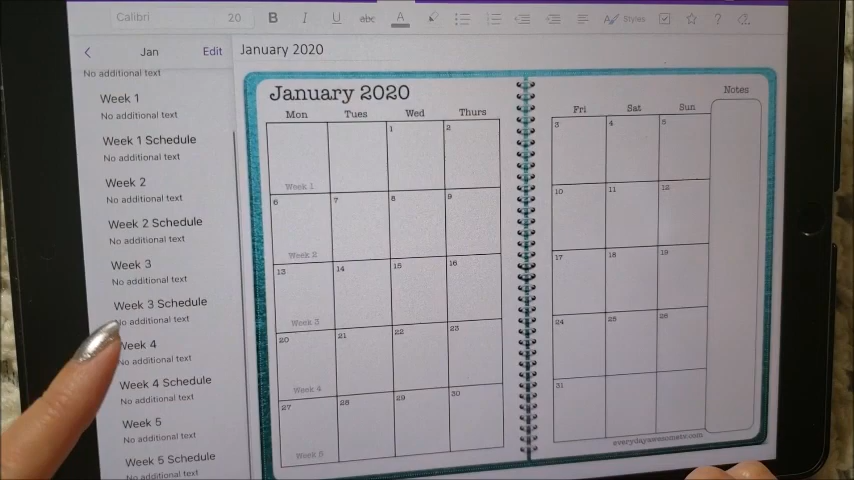 Calibri 20 B I U abc A Styles ?
Jan Edit
January 2020
No additional text
Week 1
No additional text
Week 1 Schedule
No additional text
Week 2
No additional text
Week 2 Schedule
No additional text
Week 3
No additional text
Week 3 Schedule
No additional text
Week 4
No additional text
Week 4 Schedule
No additional text
Week 5
No additional text
Week 5 Schedule
No additional text
January 2020
Notes
Mon Tues Wed Thurs Fri Sat Sun
1 2 3 4 5
Week 1
6 7 8 9 10 11 12
Week 2
13 14 15 16 17 18 19
Week 3
20 21 22 23 24 25 26
Week 4
27 28 29 30 31
Week 5
everydayawesometv.com